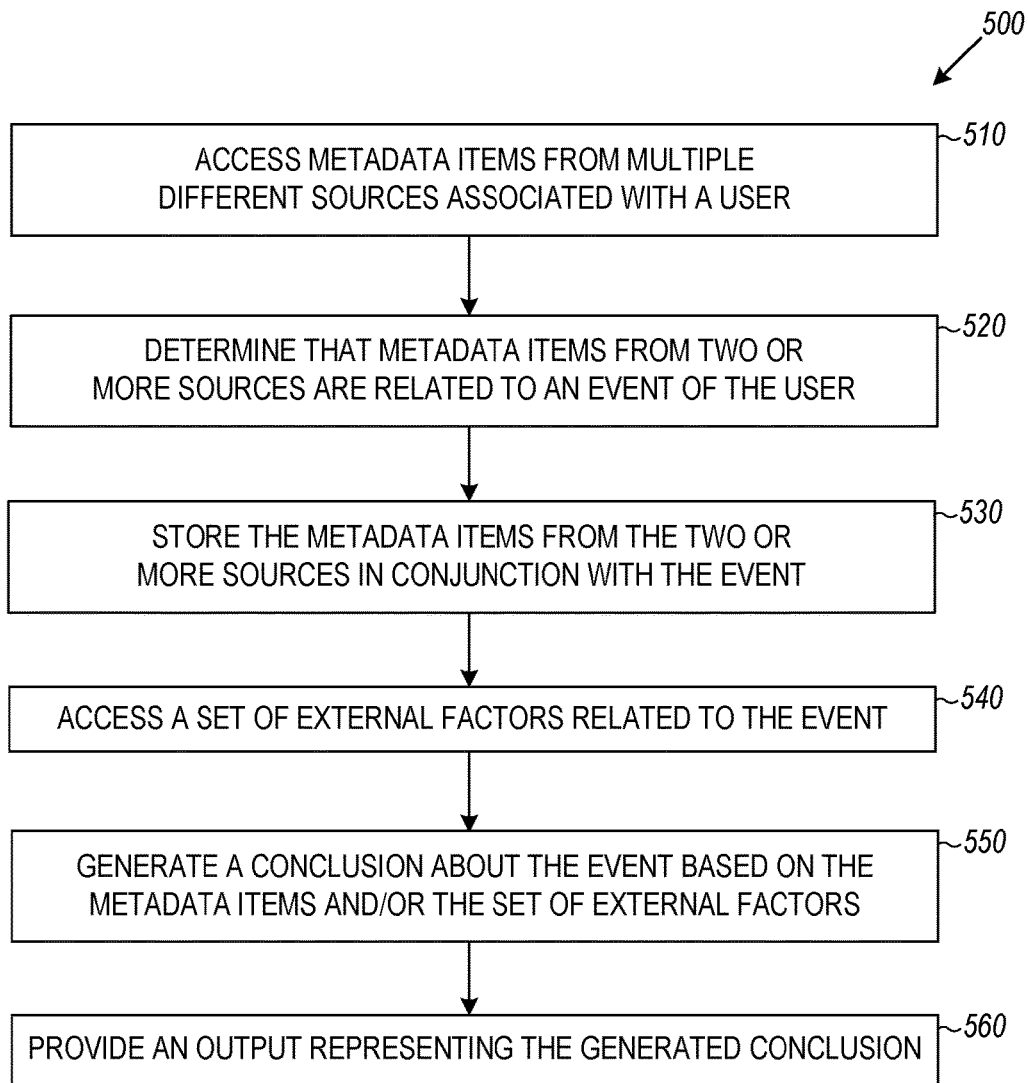 500
510
ACCESS METADATA ITEMS FROM MULTIPLE
DIFFERENT SOURCES ASSOCIATED WITH A USER
520
DETERMINE THAT METADATA ITEMS FROM TWO OR
MORE SOURCES ARE RELATED TO AN EVENT OF THE USER
530
STORE THE METADATA ITEMS FROM THE TWO OR
MORE SOURCES IN CONJUNCTION WITH THE EVENT
540
ACCESS A SET OF EXTERNAL FACTORS RELATED TO THE EVENT
550
GENERATE A CONCLUSION ABOUT THE EVENT BASED ON THE
METADATA ITEMS AND/OR THE SET OF EXTERNAL FACTORS
560
PROVIDE AN OUTPUT REPRESENTING THE GENERATED CONCLUSION